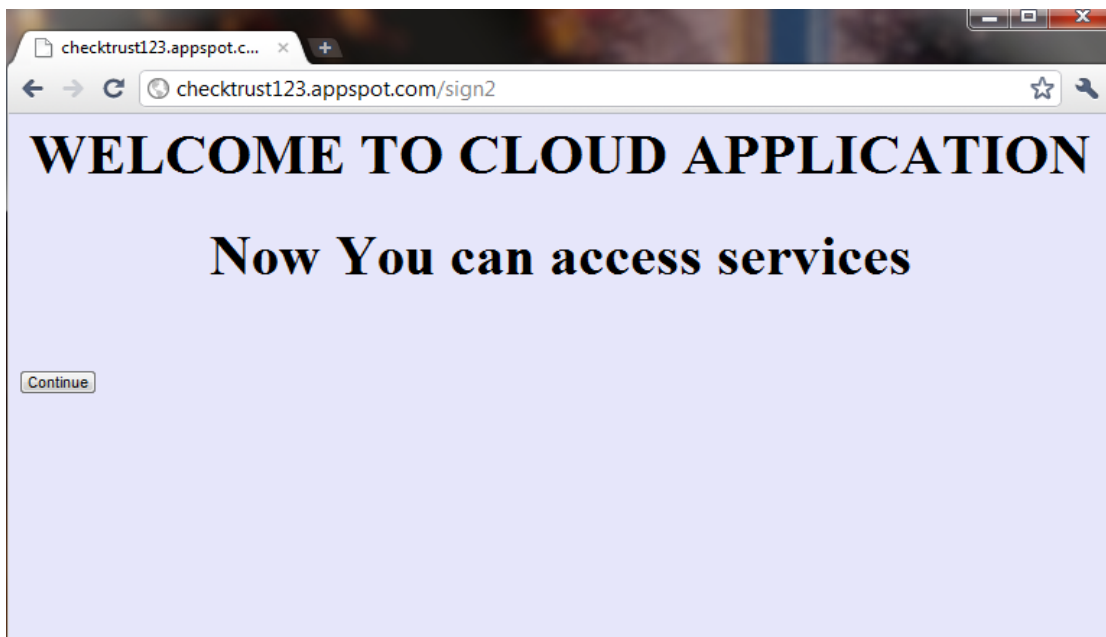 checktrust123.appspot.c...
checktrust123.appspot.com/sign2
WELCOME TO CLOUD APPLICATION
Now You can access services
Continue